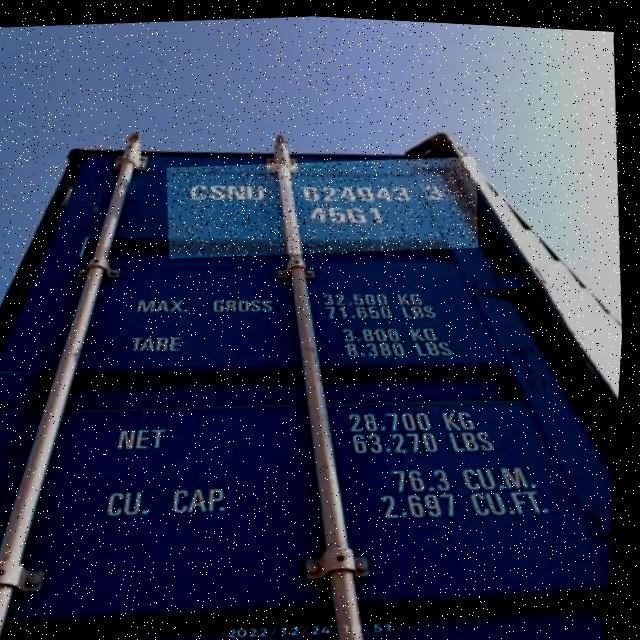 CSNU 024943 3
45G1
MAX. GROSS 32.500 KG
71.650 LBS
TARE 3.800 KG
8.380 LBS
NET 28.700 KG
63.270 LBS
CU. CAP. 76.3 CU.M.
2.697 CU.FT.